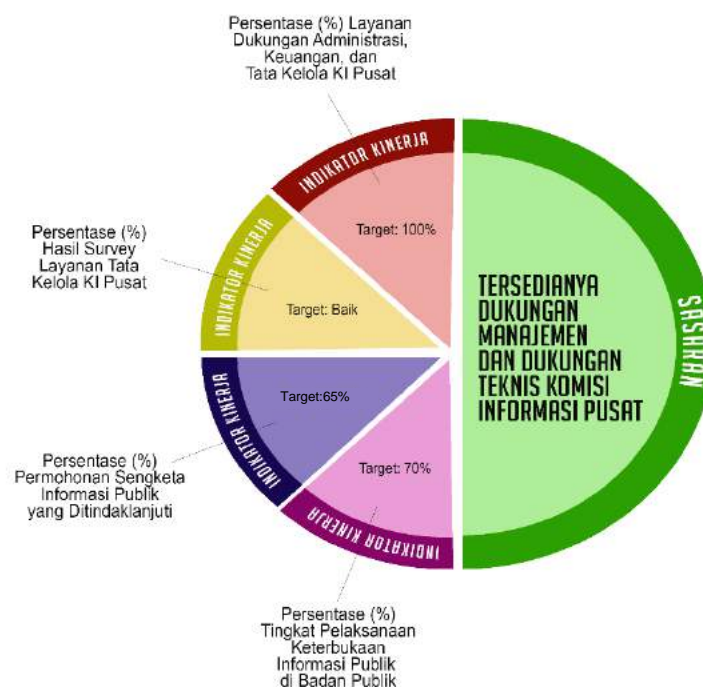 Persentase (%) Layanan
Dukungan Administrasi,
Keuangan, dan
Tata Kelola KI Pusat
INDIKATOR KINERJA
Target: 100%
Persentase (%)
Hasil Survey
Layanan Tata
Kelola KI Pusat
INDIKATOR KINERJA
Target: Baik
Target:65%
INDIKATOR KINERJA
Persentase (%)
Permohonan Sengketa
Informasi Publik
yang Ditindaklanjuti
Target: 70%
INDIKATOR KINERJA
Persentase (%)
Tingkat Pelaksanaan
Keterbukaan
Informasi Publik
di Badan Publik
TERSEDIANYA
DUKUNGAN
MANAJEMEN
DAN DUKUNGAN
TEKNIS KOMISI
INFORMASI PUSAT
SASARAN